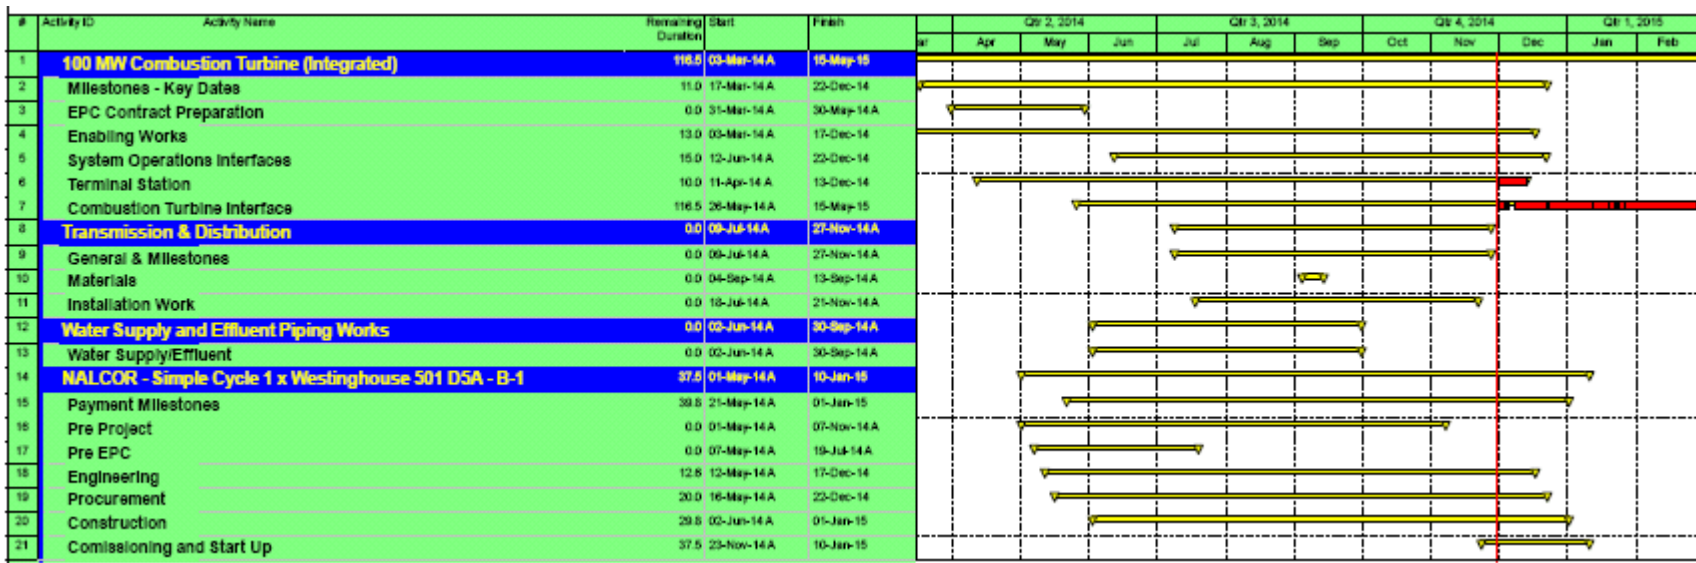 # Activity ID Activity Name Remaining Duration Start Finish Qtr 2, 2014 Qtr 3, 2014 Qtr 4, 2014 Qtr 1, 2015
ar Apr May Jun Jul Aug Sep Oct Nov Dec Jan Feb
1 100 MW Combustion Turbine (Integrated) 116.5 03-Mar-14 A 15-May-15
2 Milestones - Key Dates 11.0 17-Mar-14 A 22-Dec-14
3 EPC Contract Preparation 0.0 31-Mar-14 A 30-May-14 A
4 Enabling Works 13.0 03-Mar-14 A 17-Dec-14
5 System Operations Interfaces 15.0 12-Jun-14 A 22-Dec-14
6 Terminal Station 10.0 11-Apr-14 A 13-Dec-14
7 Combustion Turbine Interface 116.5 26-May-14 A 15-May-15
8 Transmission & Distribution 0.0 09-Jul-14 A 27-Nov-14 A
9 General & Milestones 0.0 09-Jul-14 A 27-Nov-14 A
10 Materials 0.0 04-Sep-14 A 13-Sep-14 A
11 Installation Work 0.0 18-Jul-14 A 21-Nov-14 A
12 Water Supply and Effluent Piping Works 0.0 02-Jun-14 A 30-Sep-14 A
13 Water Supply/Effluent 0.0 02-Jun-14 A 30-Sep-14 A
14 NALCOR - Simple Cycle 1 x Westinghouse 501 D5A - B-1 37.5 01-May-14 A 10-Jan-15
15 Payment Milestones 39.8 21-May-14 A 01-Jan-15
16 Pre Project 0.0 01-May-14 A 07-Nov-14 A
17 Pre EPC 0.0 07-May-14 A 19-Jul-14 A
18 Engineering 12.8 12-May-14 A 17-Dec-14
19 Procurement 20.0 16-May-14 A 22-Dec-14
20 Construction 29.8 02-Jun-14 A 01-Jan-15
21 Comissioning and Start Up 37.5 23-Nov-14 A 10-Jan-15